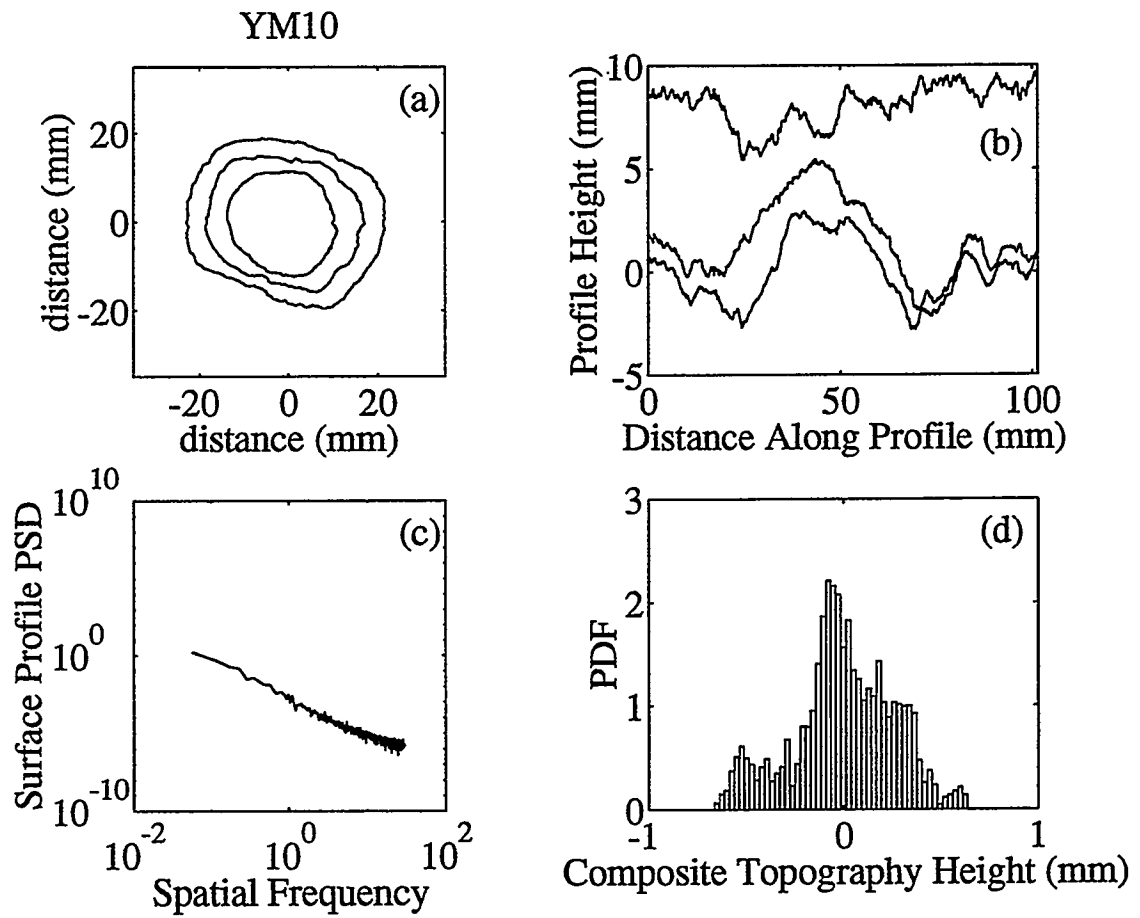 YM10
(a)
distance (mm)
20
0
-20
-20 0 20
distance (mm)
(b)
Profile Height (mm)
10
5
0
-5
0 50 100
Distance Along Profile (mm)
(c)
Surface Profile PSD
10^10
10^0
10^-10
10^-2 10^0 10^2
Spatial Frequency
(d)
PDF
3
2
1
0
-1 0 1
Composite Topography Height (mm)